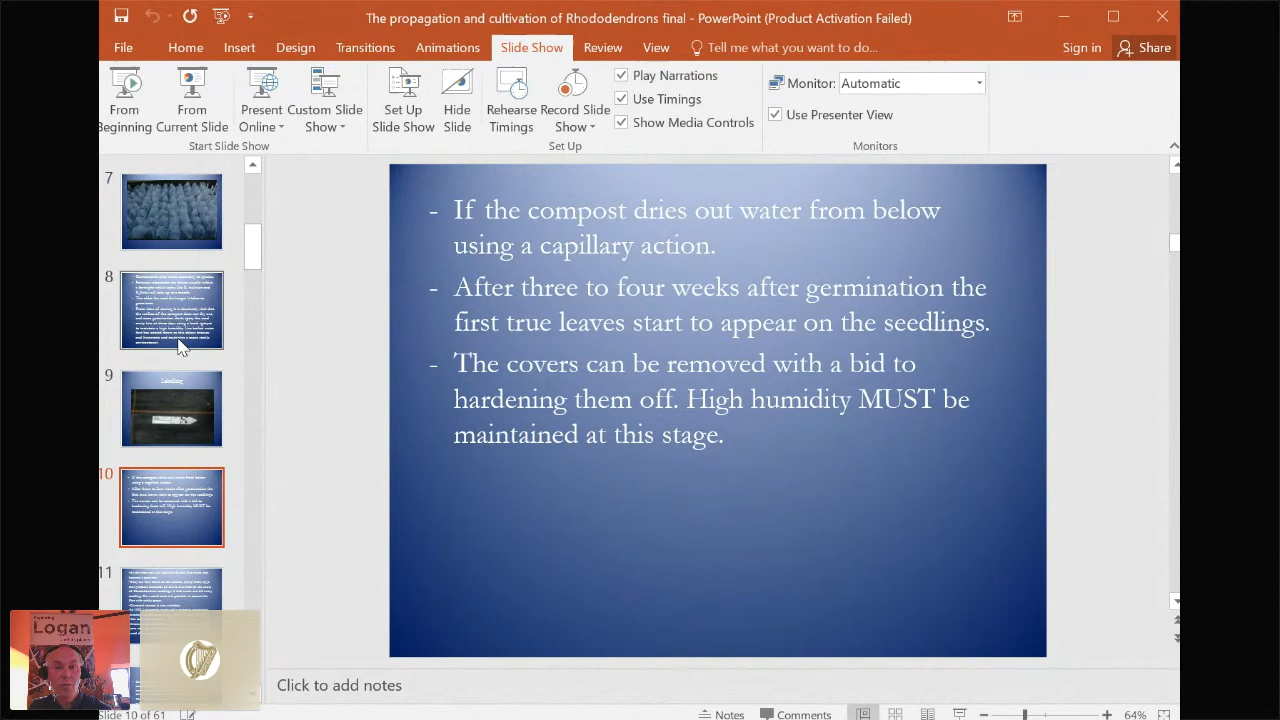 The propagation and cultivation of Rhododendrons final - PowerPoint (Product Activation Failed)
File Home Insert Design Transitions Animations Slide Show Review View Tell me what you want to do... Sign in Share
From Beginning
From Current Slide
Present Online
Custom Slide Show
Set Up Slide Show
Hide Slide
Rehearse Timings
Record Slide Show
Play Narrations
Use Timings
Show Media Controls
Monitor: Automatic
Use Presenter View
Start Slide Show
Set Up
Monitors
7
8
9
Labelling
10
11
- If the compost dries out water from below
using a capillary action.
- After three to four weeks after germination the
first true leaves start to appear on the seedlings.
- The covers can be removed with a bid to
hardening them off. High humidity MUST be
maintained at this stage.
Logan
Click to add notes
Slide 10 of 61
Notes Comments 64%